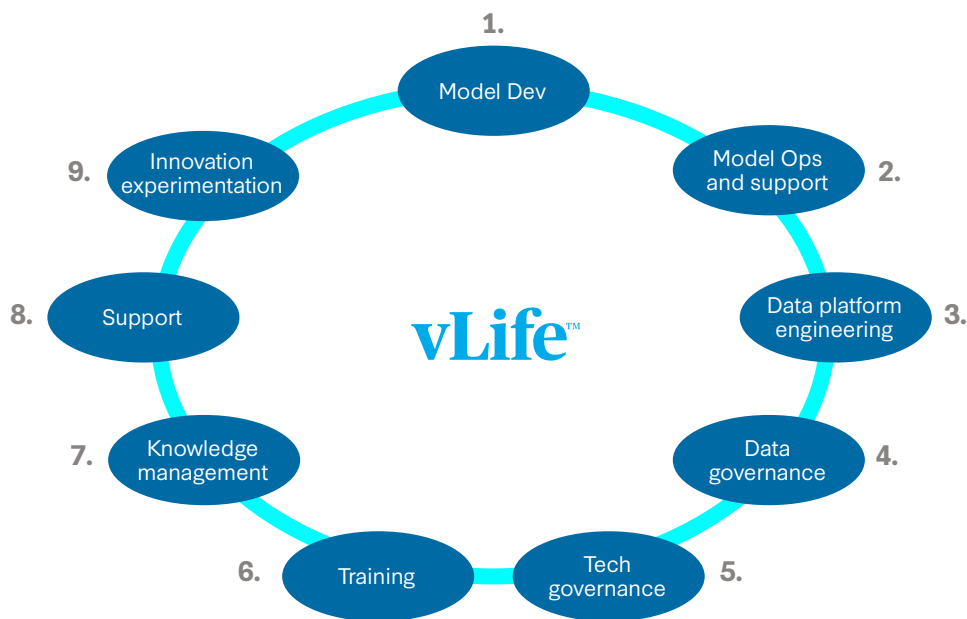 1.
Model Dev
2.
Model Ops
and support
3.
Data platform
engineering
4.
Data
governance
5.
Tech
governance
6.
Training
7.
Knowledge
management
8.
Support
9.
Innovation
experimentation
vLife™